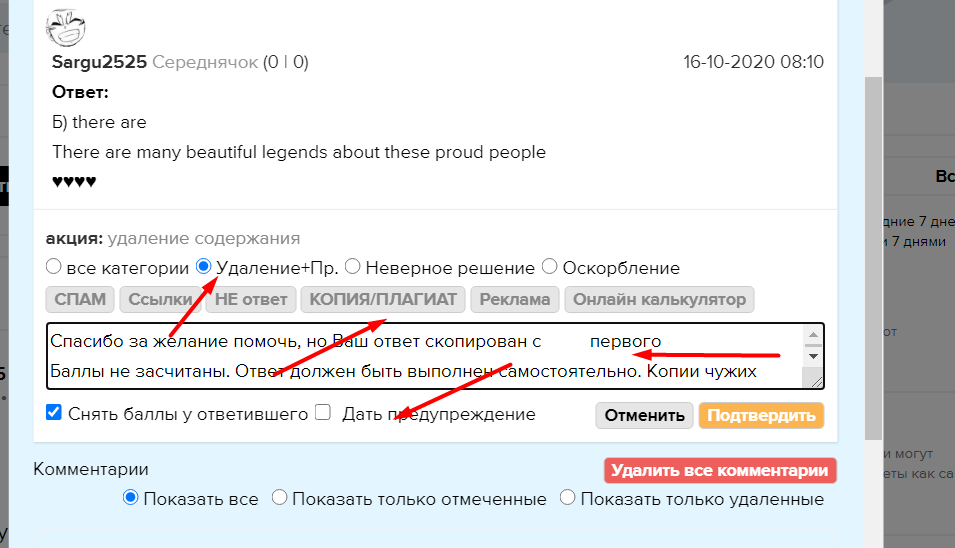 Sargu2525 Середнячок (0 | 0) 16-10-2020 08:10
Ответ:
Б) there are
There are many beautiful legends about these proud people
♥♥♥♥
акция: удаление содержания
все категории Удаление+Пр. Неверное решение Оскорбление
СПАМ Ссылки НЕ ответ КОПИЯ/ПЛАГИАТ Реклама Онлайн калькулятор
Спасибо за желание помочь, но Ваш ответ скопирован с первого
Баллы не засчитаны. Ответ должен быть выполнен самостоятельно. Копии чужих
Снять баллы у ответившего Дать предупреждение Отменить Подтвердить
Комментарии Удалить все комментарии
Показать все Показать только отмеченные Показать только удаленные
Вс
дние 7 дне
и 7 днями
от
и могут
еты как са